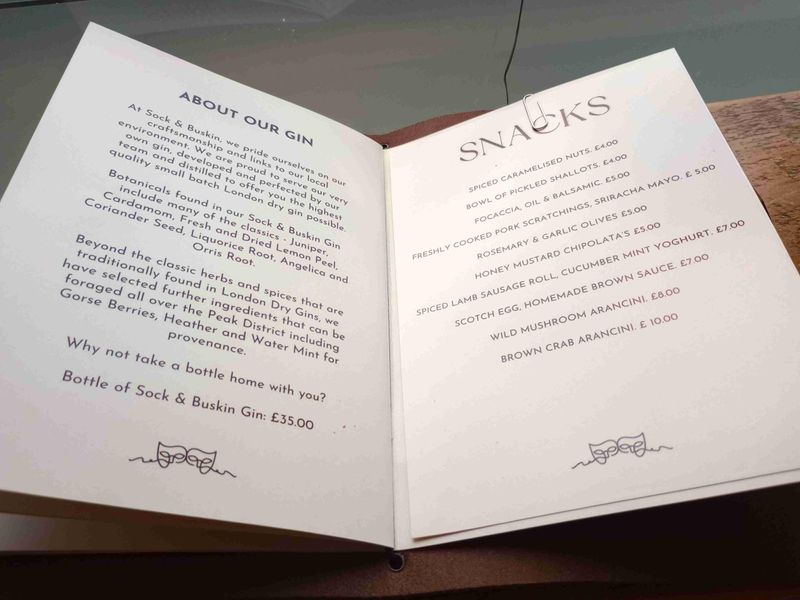 ABOUT OUR GIN
At Sock & Buskin, we pride ourselves on our
craftsmanship and links to our local
environment. We are proud to serve our very
own gin, developed and perfected by our
team and distilled to offer you the highest
quality small batch London dry gin possible.
Botanicals found in our Sock & Buskin Gin
include many of the classics - Juniper,
Cardamom, Fresh and Dried Lemon Peel,
Coriander Seed, Liquorice Root, Angelica and
Orris Root.
Beyond the classic herbs and spices that are
traditionally found in London Dry Gins, we
have selected further ingredients that can be
foraged all over the Peak District including
Gorse Berries, Heather and Water Mint for
provenance.
Why not take a bottle home with you?
Bottle of Sock & Buskin Gin: £35.00
SNACKS
SPICED CARAMELISED NUTS. £4.00
BOWL OF PICKLED SHALLOTS. £4.00
FOCACCIA, OIL & BALSAMIC. £5.00
FRESHLY COOKED PORK SCRATCHINGS, SRIRACHA MAYO. £ 5.00
ROSEMARY & GARLIC OLIVES £5.00
HONEY MUSTARD CHIPOLATA'S £5.00
SPICED LAMB SAUSAGE ROLL, CUCUMBER MINT YOGHURT. £7.00
SCOTCH EGG, HOMEMADE BROWN SAUCE. £7.00
WILD MUSHROOM ARANCINI. £8.00
BROWN CRAB ARANCINI. £ 10.00